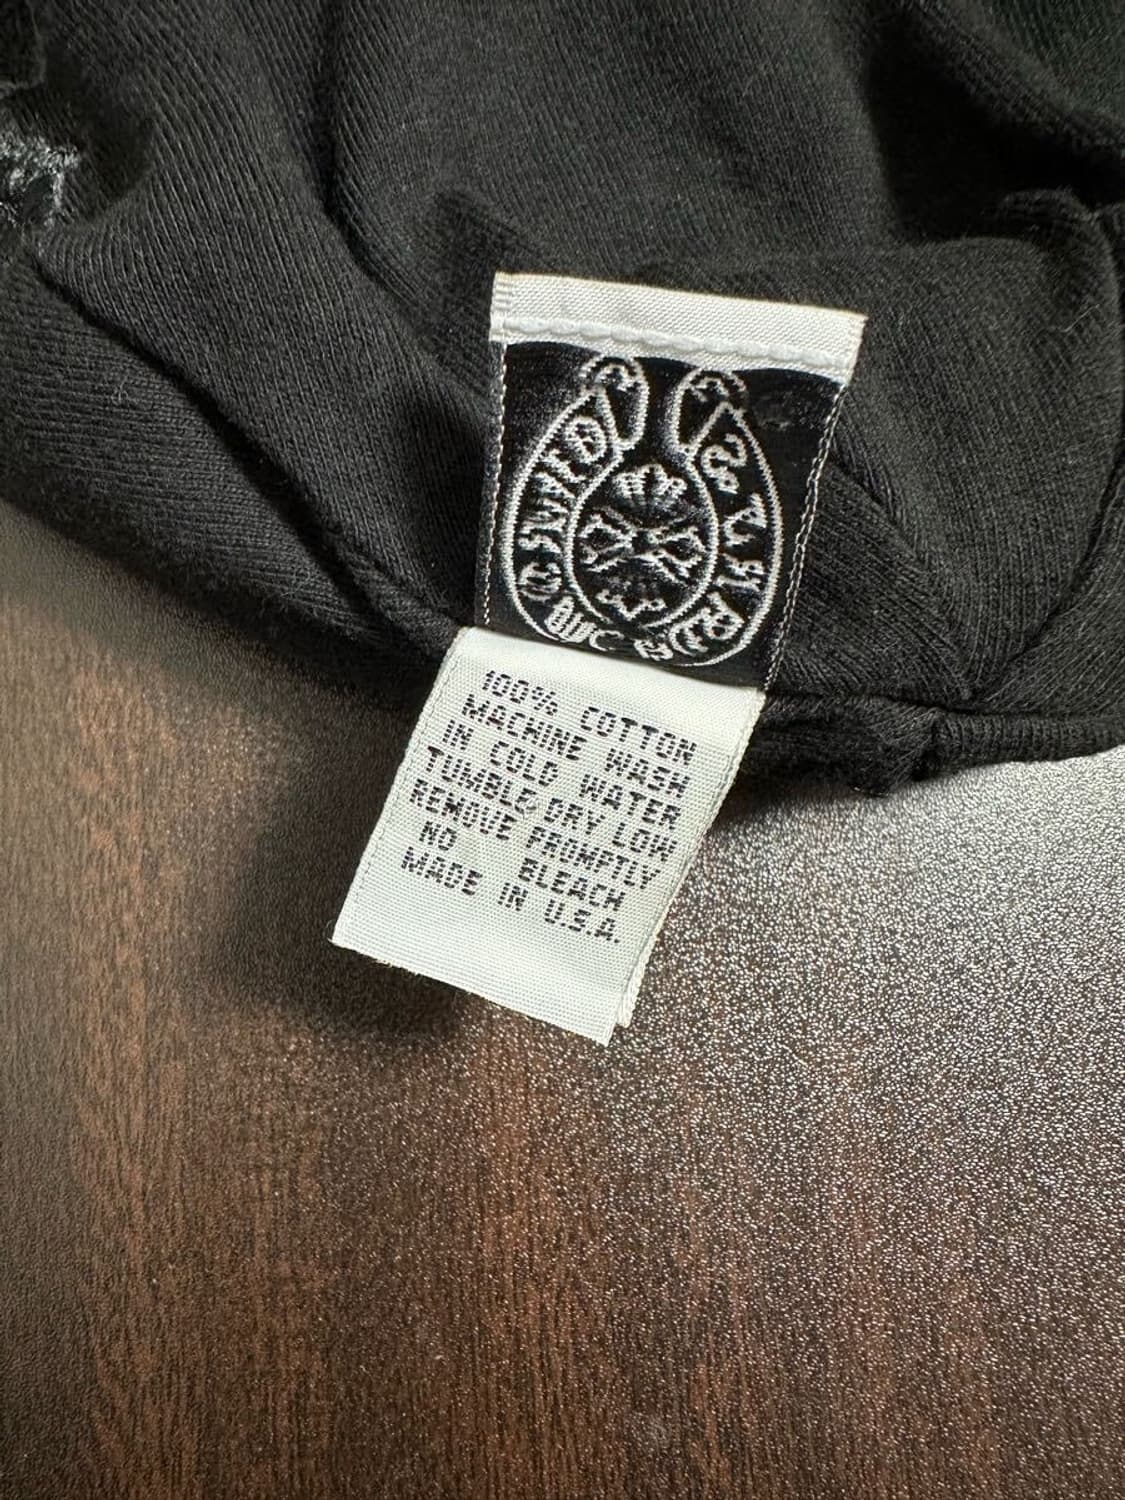 100% COTTON
MACHINE WASH
IN COLD WATER
TUMBLE DRY LOW
REMOVE PROMPTLY
NO BLEACH
MADE IN U.S.A.